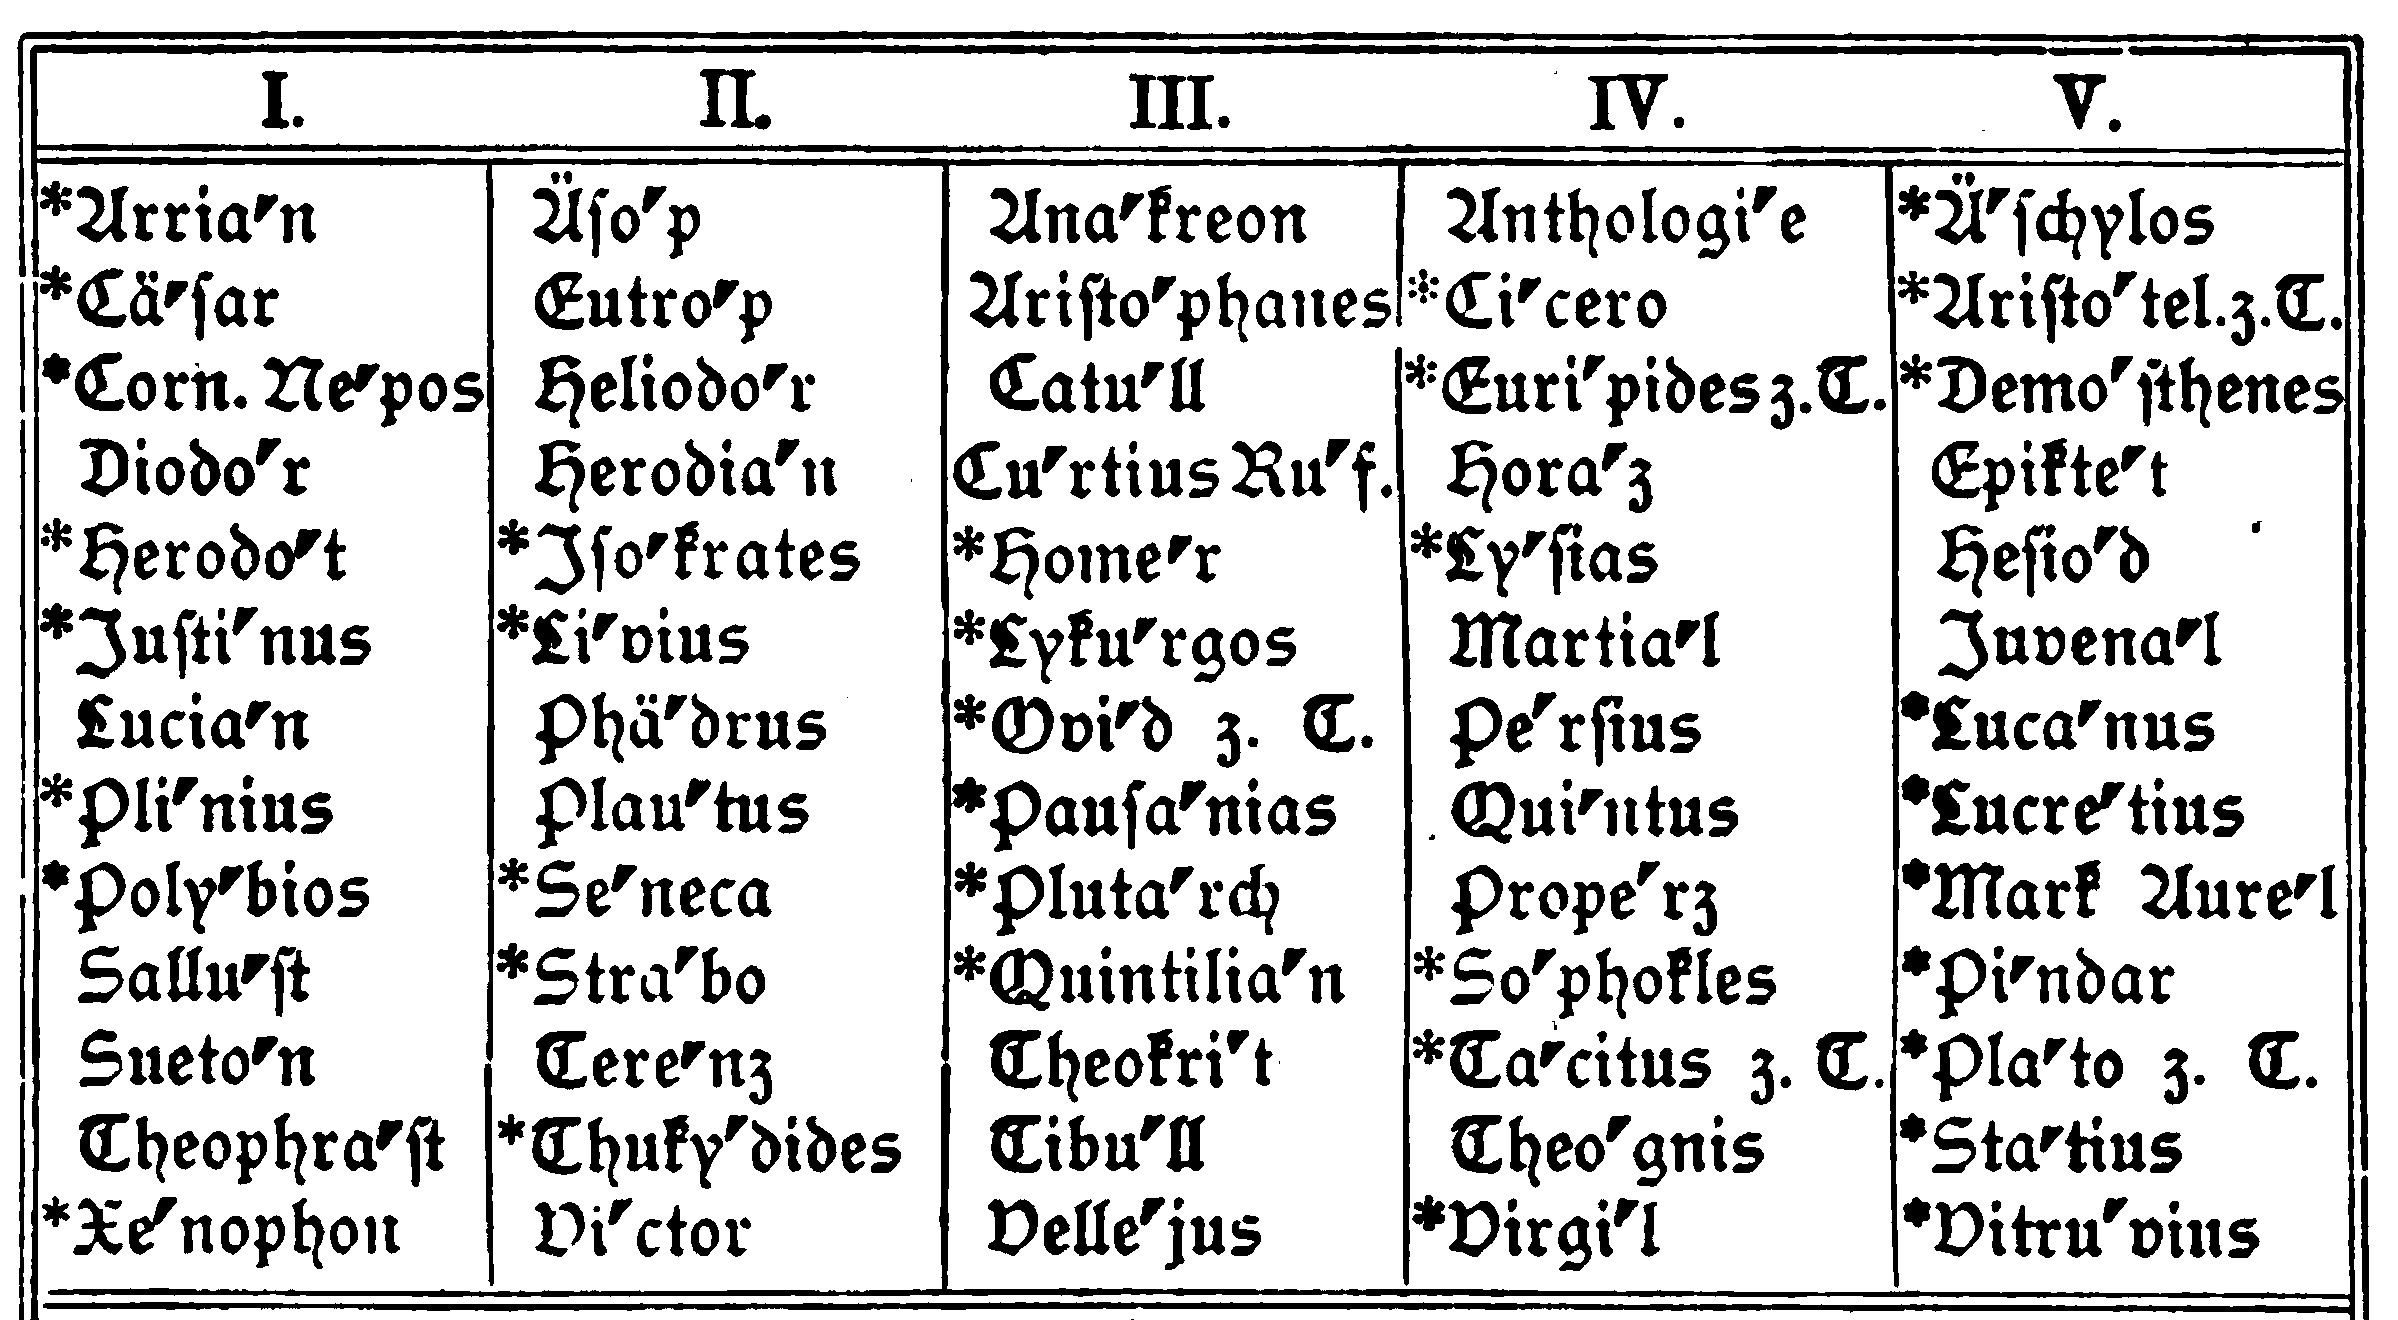 I. II. III. IV. V.
*Arria′n Äſo′p Ana′kreon Anthologi′e *Ä′ſchylos
*Cä′ſar Eutro′p Ariſto′phanes *Ci′cero *Ariſto′tel. z. T.
*Corn. Ne′pos Heliodo′r Catu′ll *Euri′pides z. T. *Demo′ſthenes
Diodo′r Herodia′n Cu′rtius Ru′f. Hora′z Epikte′t
*Herodo′t *Iſo′krates *Home′r *Ly′ſias Heſio′d
*Juſti′nus *Li′vius *Lyku′rgos Martia′l Juvena′l
Lucia′n Phä′drus *Ovi′d z. T. Pe′rſius *Luca′nus
*Pli′nius Plau′tus *Pauſa′nias Qui′ntus *Lucre′tius
*Poly′bios *Se′neca *Pluta′rch Prope′rz *Mark Aure′l
Sallu′ſt *Stra′bo *Quintilia′n *So′phokles *Pi′ndar
Sueto′n Tere′nz Theokri′t *Ta′citus z. T. *Pla′to z. T.
Theophra′ſt *Thuky′dides Tibu′ll Theo′gnis *Sta′tius
*Xe′nophon Vi′ctor Velle′jus *Virgi′l *Vitru′vius